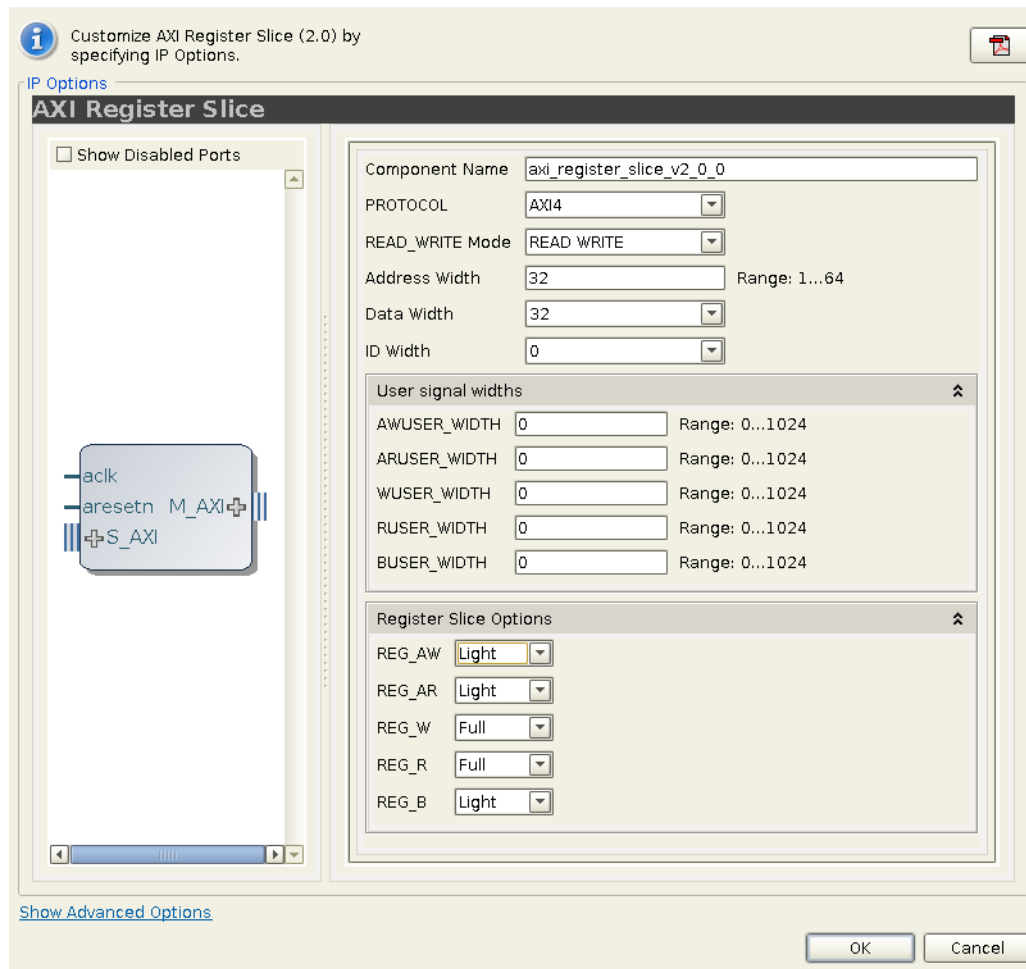 Customize AXI Register Slice (2.0) by
specifying IP Options.
IP Options
AXI Register Slice
Show Disabled Ports
aclk
aresetn M_AXI
S_AXI
Component Name axi_register_slice_v2_0_0
PROTOCOL AXI4
READ_WRITE Mode READ WRITE
Address Width 32 Range: 1...64
Data Width 32
ID Width 0
User signal widths
AWUSER_WIDTH 0 Range: 0...1024
ARUSER_WIDTH 0 Range: 0...1024
WUSER_WIDTH 0 Range: 0...1024
RUSER_WIDTH 0 Range: 0...1024
BUSER_WIDTH 0 Range: 0...1024
Register Slice Options
REG_AW Light
REG_AR Light
REG_W Full
REG_R Full
REG_B Light
Show Advanced Options
OK Cancel